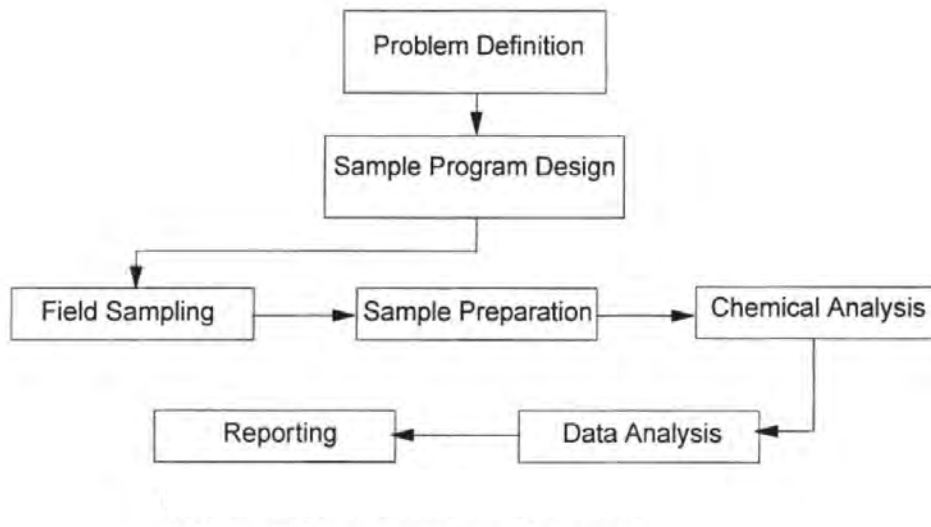 Problem Definition
Sample Program Design
Field Sampling
Sample Preparation
Chemical Analysis
Data Analysis
Reporting